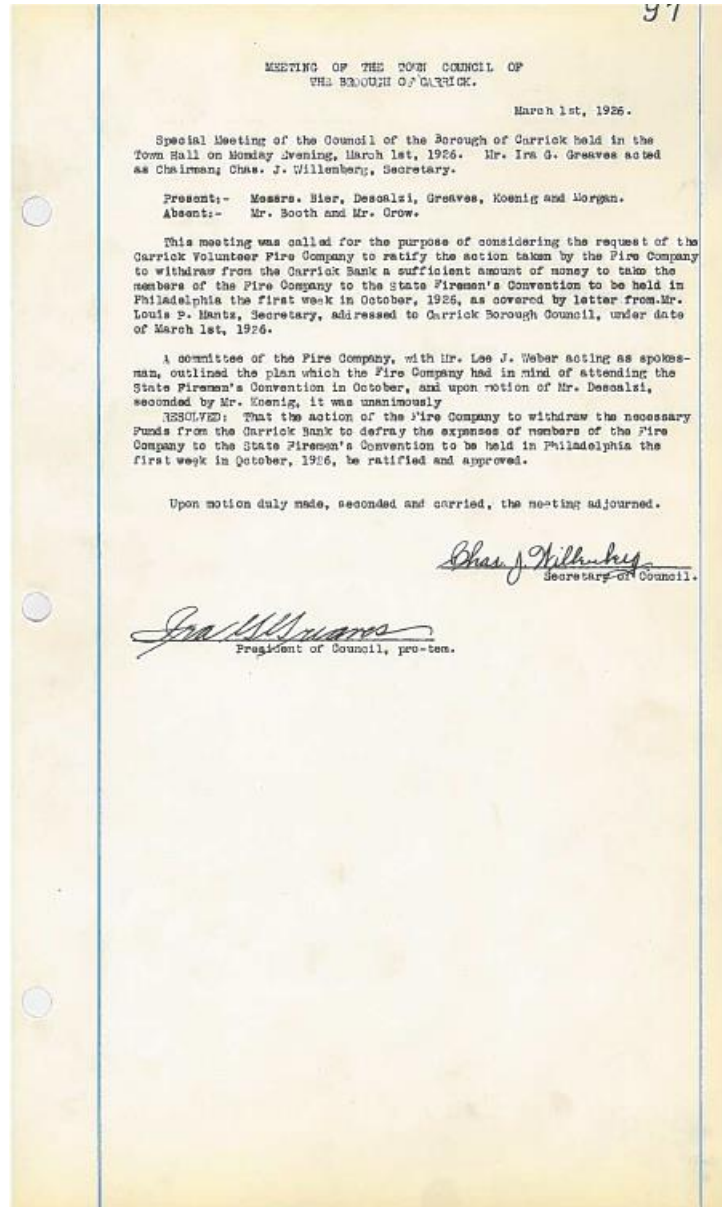 97
MEETING OF THE TOWN COUNCIL OF
THE BOROUGH OF CARRICK.
March 1st, 1926.
Special Meeting of the Council of the Borough of Carrick held in the
Town Hall on Monday Evening, March 1st, 1926. Mr. Ira G. Greaves acted
as Chairman; Chas. J. Willenberg, Secretary.
Present:- Messrs. Bier, Descalzi, Greaves, Koenig and Morgan.
Absent:- Mr. Booth and Mr. Crow.
This meeting was called for the purpose of considering the request of the
Carrick Volunteer Fire Company to ratify the action taken by the Fire Company
to withdraw from the Carrick Bank a sufficient amount of money to take the
members of the Fire Company to the State Firemen's Convention to be held in
Philadelphia the first week in October, 1926, as covered by letter from.Mr.
Louis P. Mantz, Secretary, addressed to Carrick Borough Council, under date
of March 1st, 1926.
A committee of the Fire Company, with Mr. Lee J. Weber acting as spokes-
man, outlined the plan which the Fire Company had in mind of attending the
State Firemen's Convention in October, and upon motion of Mr. Descalzi,
seconded by Mr. Koenig, it was unanimously
RESOLVED: That the action of the Fire Company to withdraw the necessary
Funds from the Carrick Bank to defray the expenses of members of the Fire
Company to the State Firemen's Convention to be held in Philadelphia the
first week in October, 1926, be ratified and approved.
Upon motion duly made, seconded and carried, the meeting adjourned.
Chas. J. Willenberg
Secretary of Council.
Ira G. Greaves
President of Council, pro-tem.